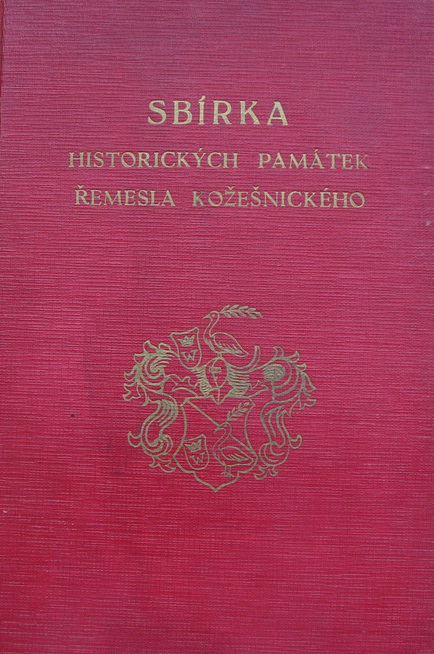 SBÍRKA
HISTORICKÝCH PAMÁTEK
ŘEMESLA KOŽEŠNICKÉHO
W
W